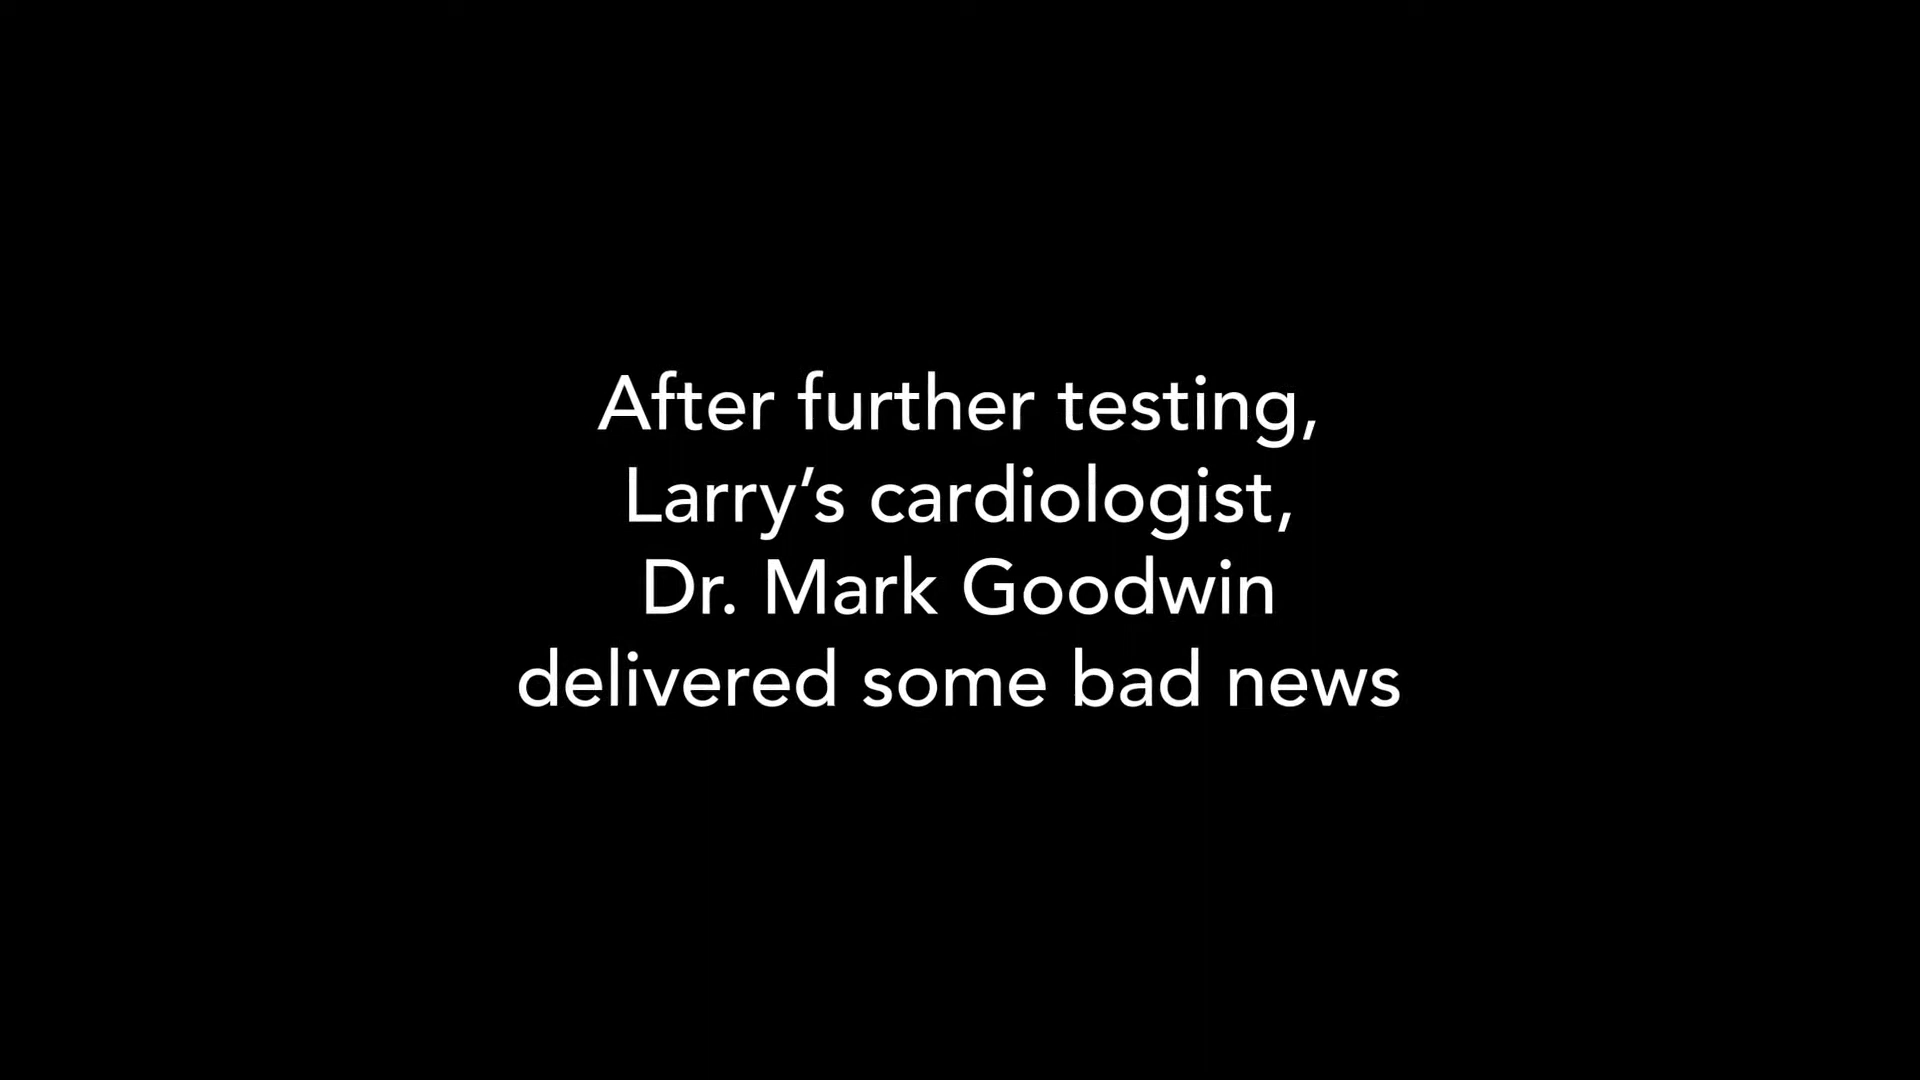 After further testing,
Larry’s cardiologist,
Dr. Mark Goodwin
delivered some bad news